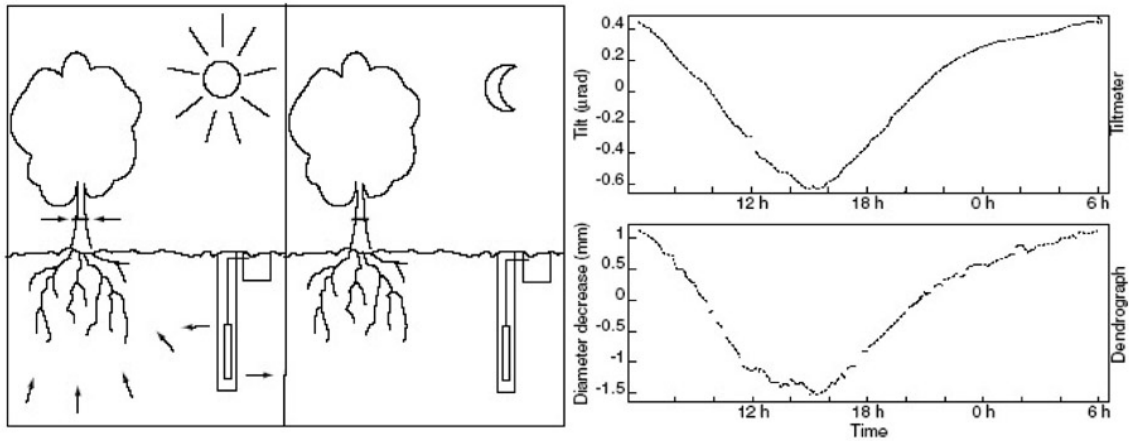 0.4
0.2
0
-0.2
-0.4
-0.6
Tilt (μrad)
Tiltmeter
12 h
18 h
0 h
6 h
1
0.5
0
-0.5
-1
-1.5
Diameter decrease (mm)
Dendrograph
12 h
18 h
0 h
6 h
Time